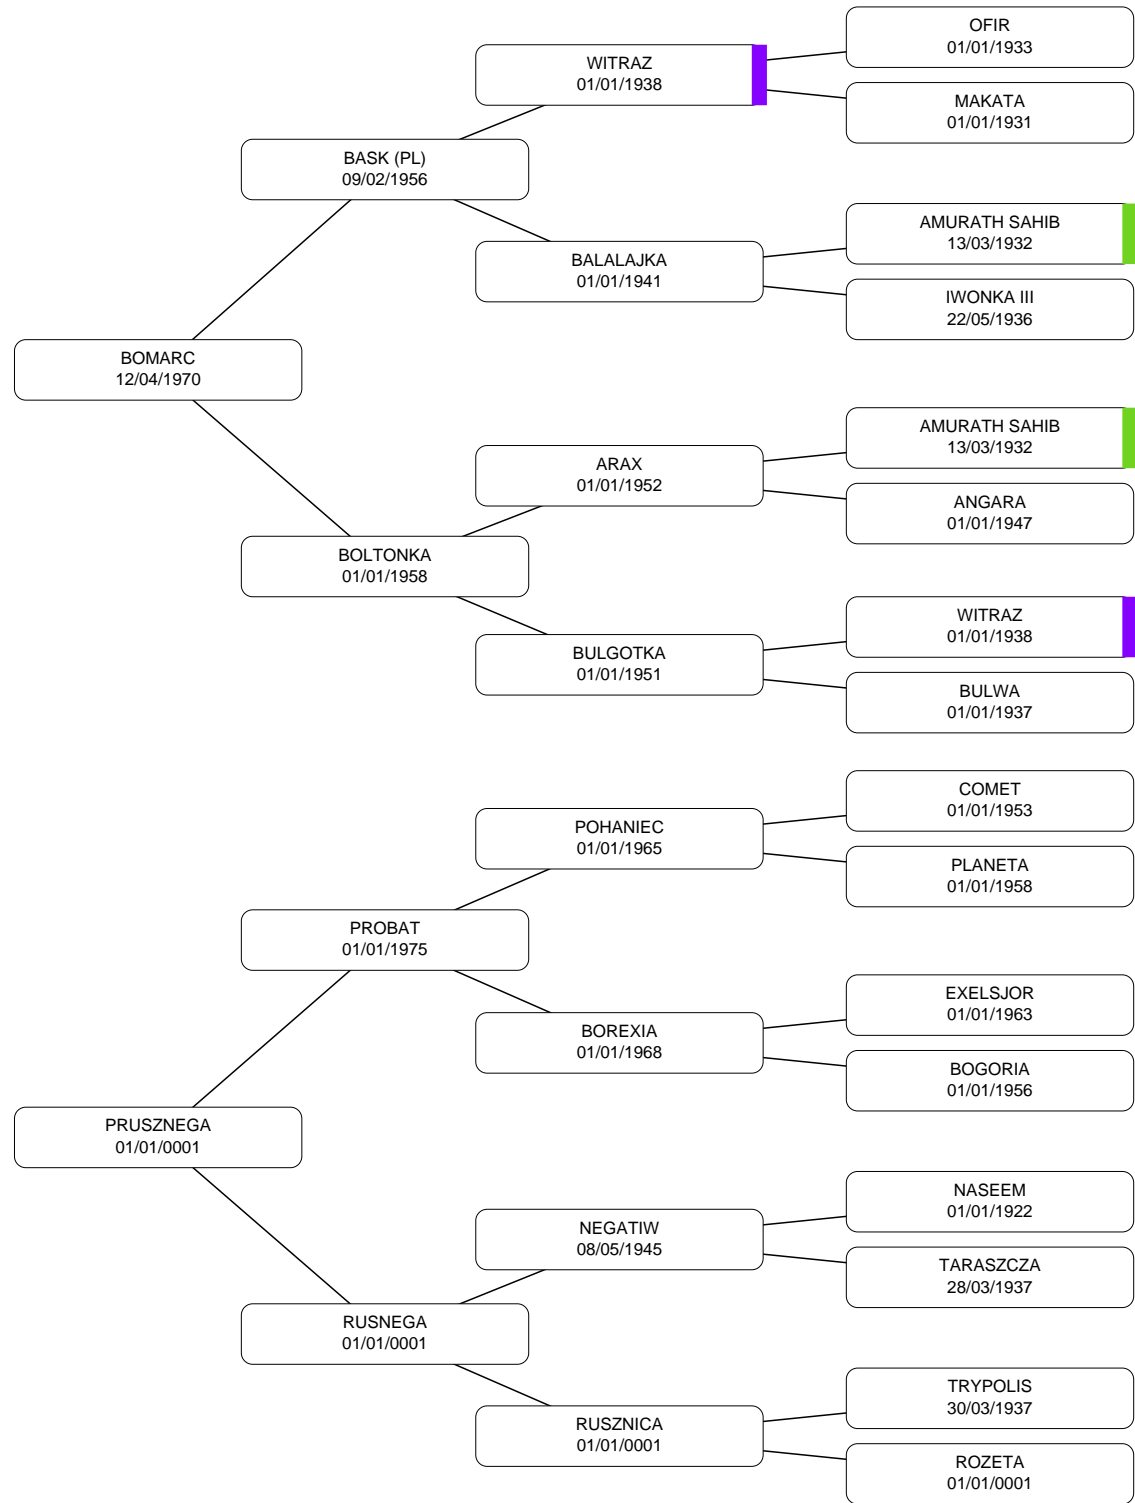 OFIR
01/01/1933
WITRAZ
01/01/1938
MAKATA
01/01/1931
BASK (PL)
09/02/1956
AMURATH SAHIB
13/03/1932
BALALAJKA
01/01/1941
IWONKA III
22/05/1936
BOMARC
12/04/1970
AMURATH SAHIB
13/03/1932
ARAX
01/01/1952
ANGARA
01/01/1947
BOLTONKA
01/01/1958
WITRAZ
01/01/1938
BULGOTKA
01/01/1951
BULWA
01/01/1937
COMET
01/01/1953
POHANIEC
01/01/1965
PLANETA
01/01/1958
PROBAT
01/01/1975
EXELSJOR
01/01/1963
BOREXIA
01/01/1968
BOGORIA
01/01/1956
PRUSZNEGA
01/01/0001
NASEEM
01/01/1922
NEGATIW
08/05/1945
TARASZCZA
28/03/1937
RUSNEGA
01/01/0001
TRYPOLIS
30/03/1937
RUSZNICA
01/01/0001
ROZETA
01/01/0001